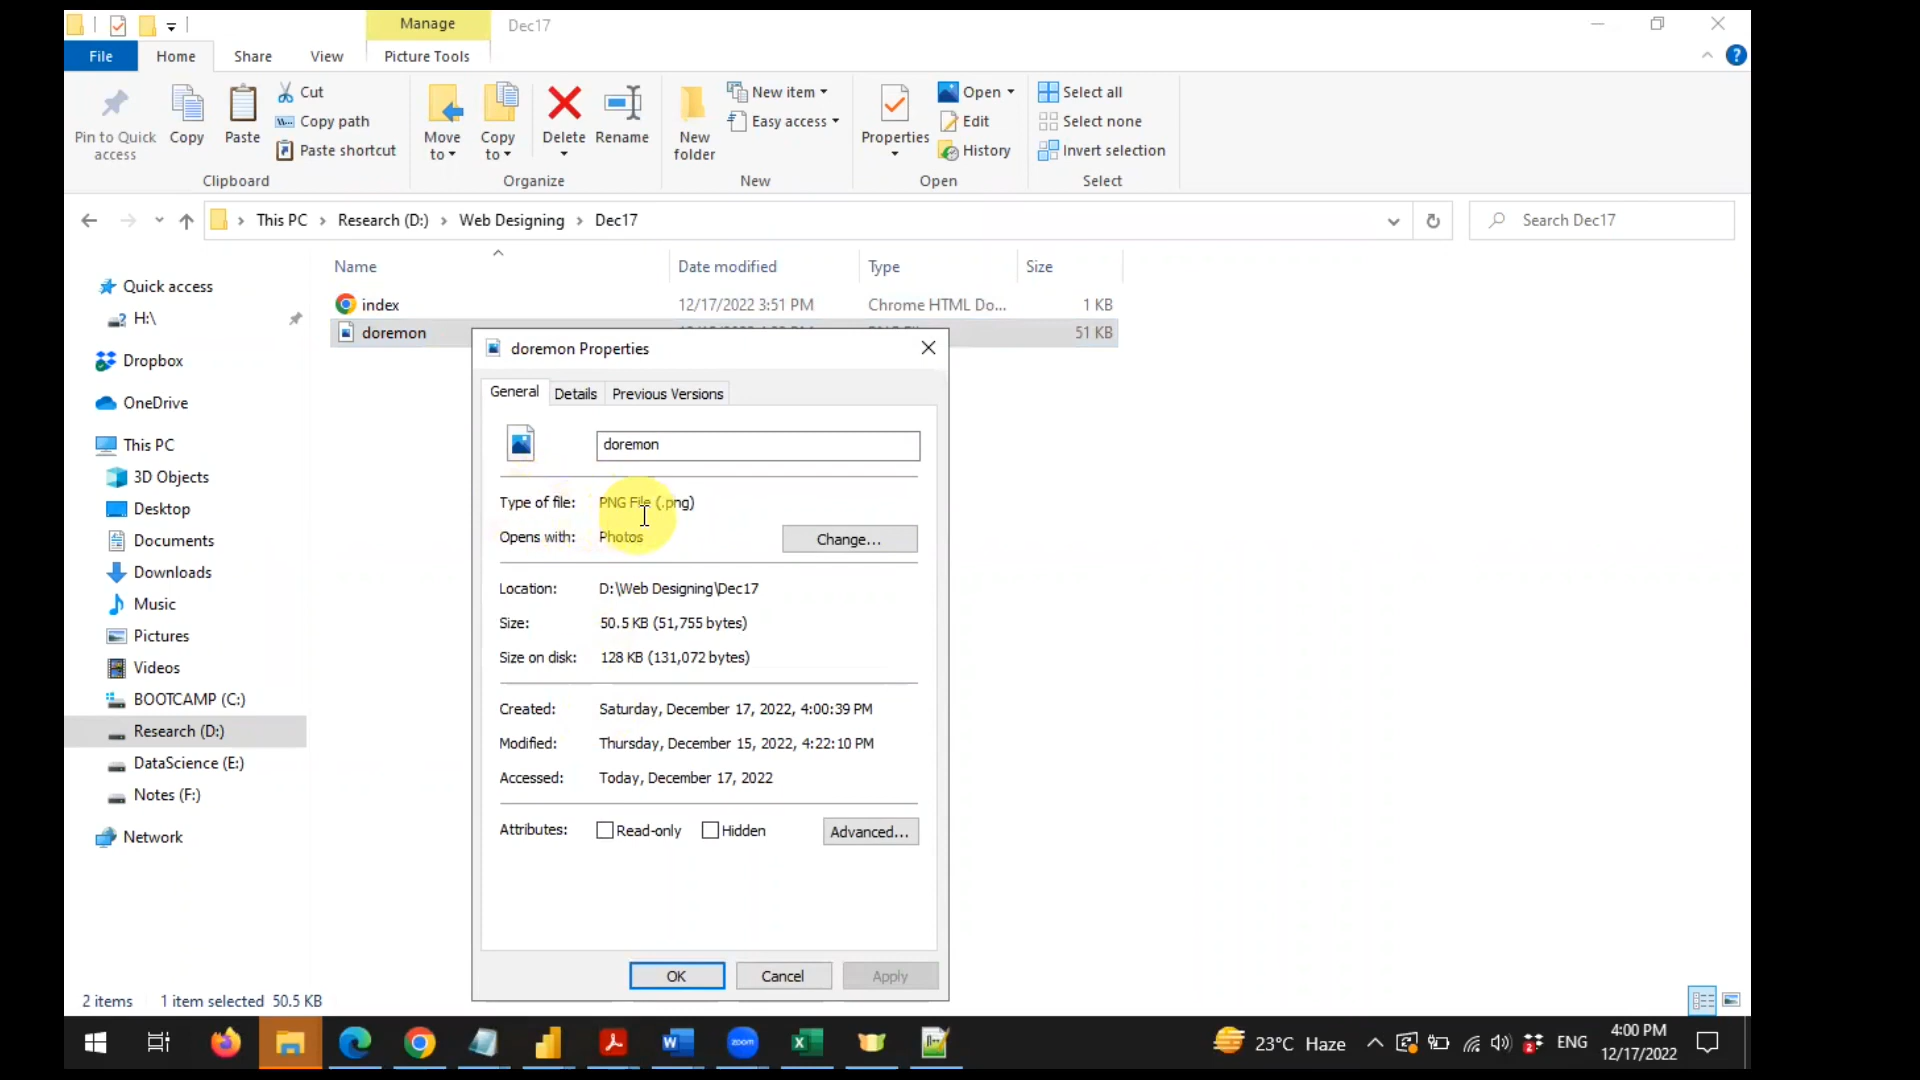 Manage
Dec17
File
Home
Share
View
Picture Tools
Pin to Quick access
Copy
Paste
Cut
Copy path
Paste shortcut
Move to
Copy to
Delete
Rename
New folder
New item
Easy access
Properties
Open
Edit
History
Select all
Select none
Invert selection
Clipboard
Organize
New
Open
Select
This PC
Research (D:)
Web Designing
Dec17
Search Dec17
Name
Date modified
Type
Size
index
12/17/2022 3:51 PM
Chrome HTML Do...
1 KB
doremon
51 KB
Quick access
H:\
Dropbox
OneDrive
This PC
3D Objects
Desktop
Documents
Downloads
Music
Pictures
Videos
BOOTCAMP (C:)
Research (D:)
DataScience (E:)
Notes (F:)
Network
doremon Properties
General
Details
Previous Versions
doremon
Type of file: PNG File (.png)
Opens with: Photos
Change...
Location: D:\Web Designing\Dec17
Size: 50.5 KB (51,755 bytes)
Size on disk: 128 KB (131,072 bytes)
Created: Saturday, December 17, 2022, 4:00:39 PM
Modified: Thursday, December 15, 2022, 4:22:10 PM
Accessed: Today, December 17, 2022
Attributes: Read-only Hidden Advanced...
OK
Cancel
Apply
2 items
1 item selected 50.5 KB
zoom
23°C Haze
ENG
4:00 PM
12/17/2022